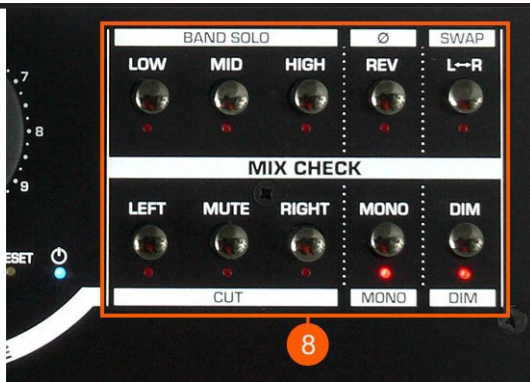 BAND SOLO Ø SWAP
LOW MID HIGH REV L↔R
7
8
9
MIX CHECK
LEFT MUTE RIGHT MONO DIM
CUT MONO DIM
8